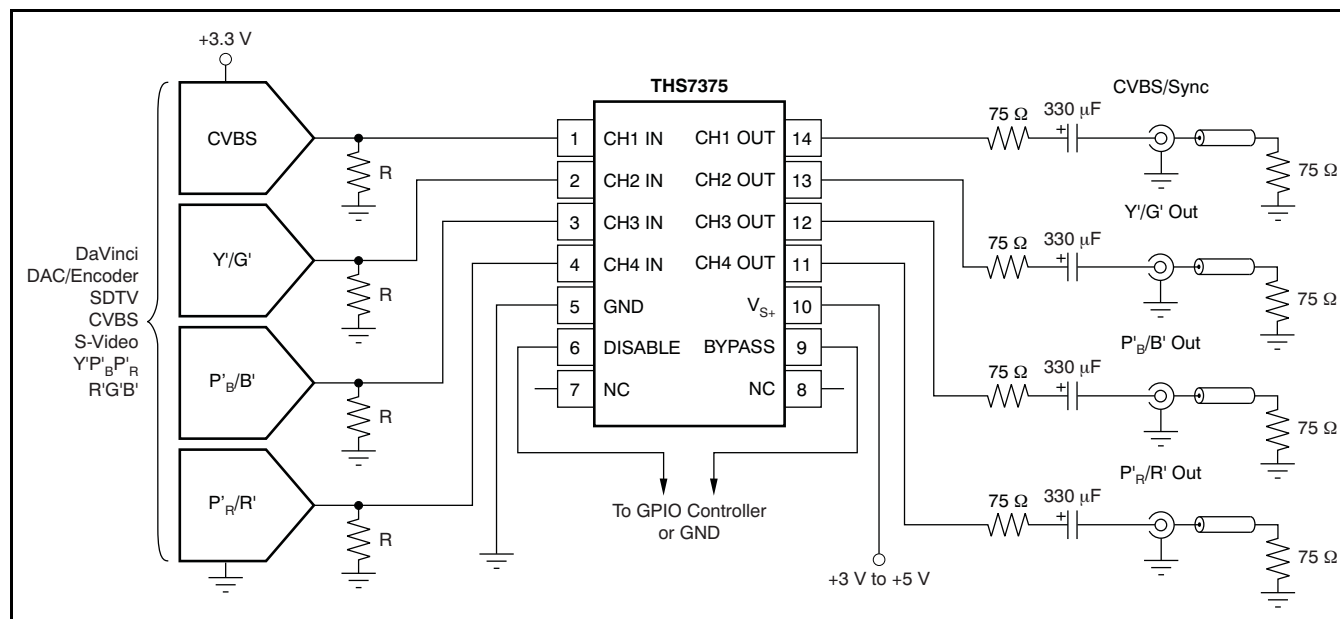 +3.3 V
THS7375
CVBS
Y'/G'
P'B/B'
P'R/R'
R
R
R
R
DaVinci
DAC/Encoder
SDTV
CVBS
S-Video
Y'P'BP'R
R'G'B'
1 CH1 IN CH1 OUT 14
2 CH2 IN CH2 OUT 13
3 CH3 IN CH3 OUT 12
4 CH4 IN CH4 OUT 11
5 GND VS+ 10
6 DISABLE BYPASS 9
7 NC NC 8
To GPIO Controller
or GND
+3 V to +5 V
CVBS/Sync
75 Ω 330 μF + 75 Ω
Y'/G' Out
75 Ω 330 μF + 75 Ω
P'B/B' Out
75 Ω 330 μF + 75 Ω
P'R/R' Out
75 Ω 330 μF + 75 Ω